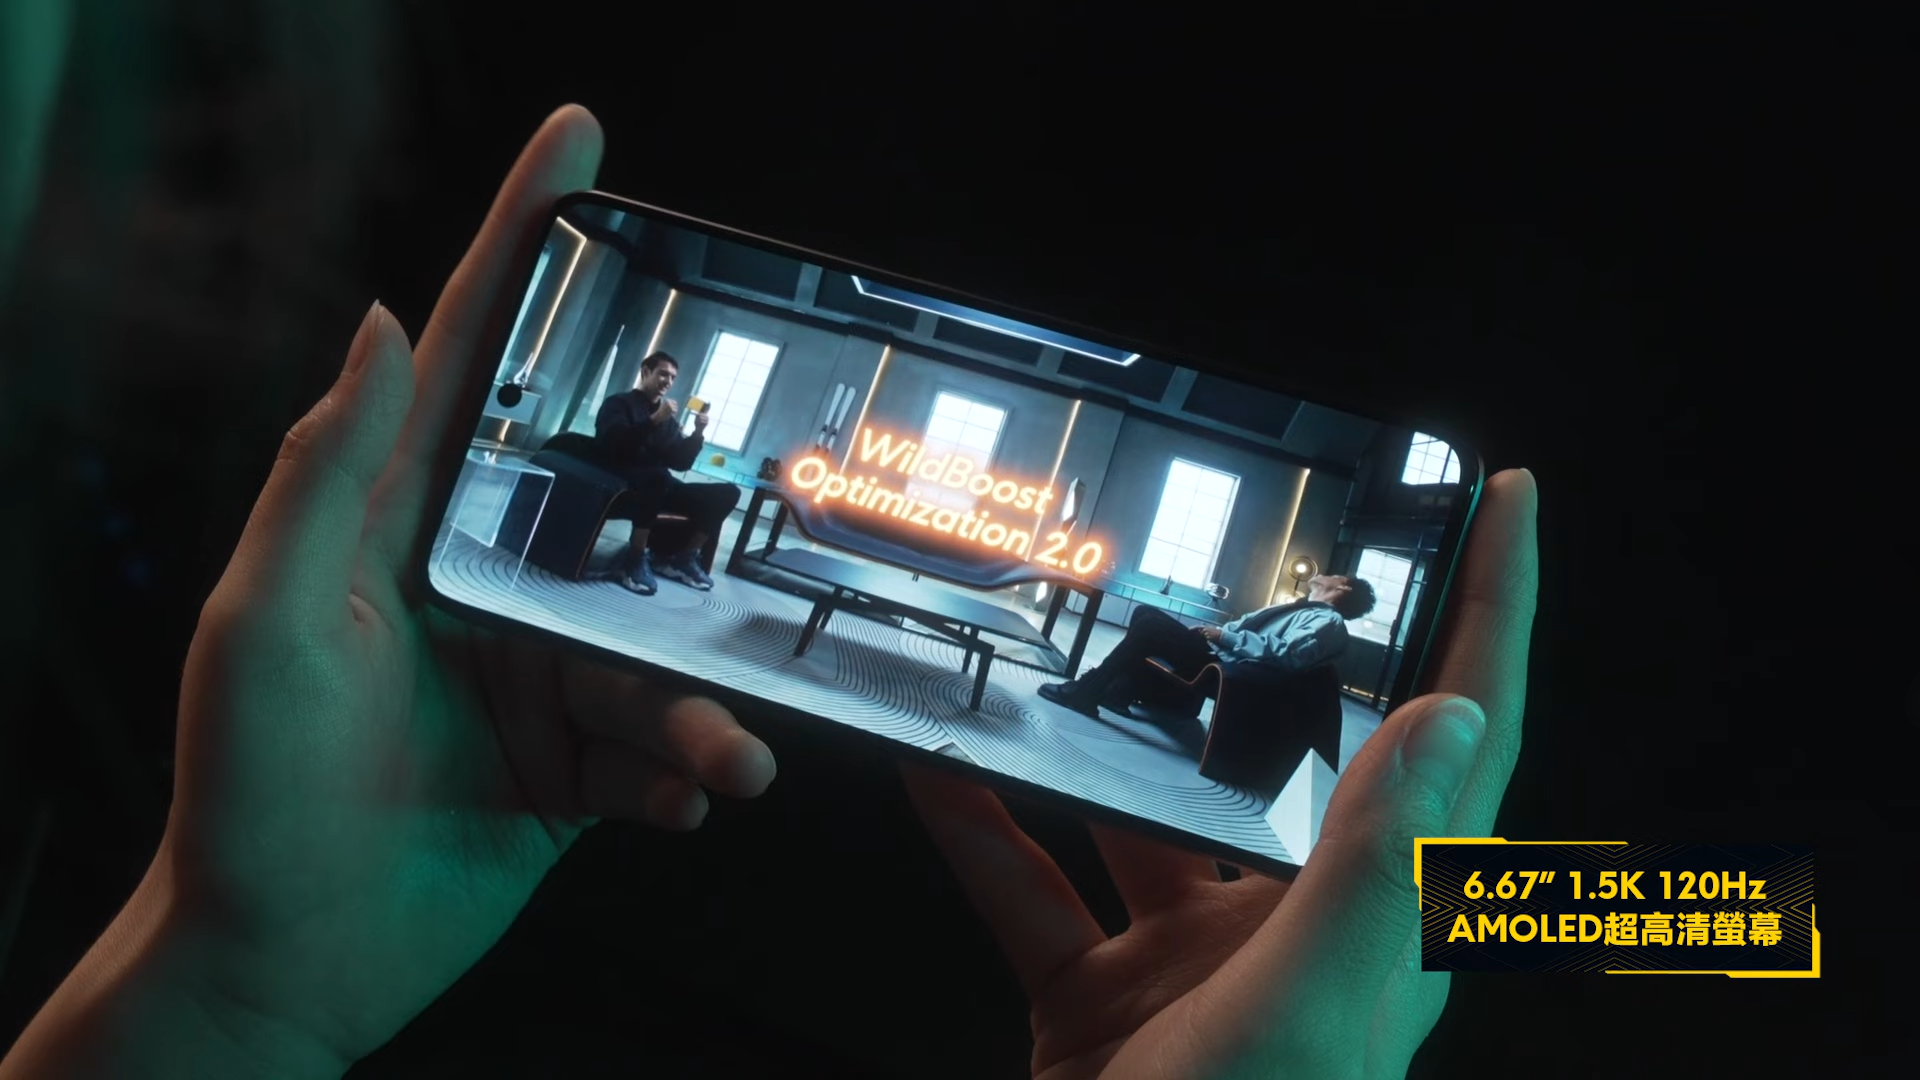 WildBoost
Optimization 2.0
6.67” 1.5K 120Hz
AMOLED超高清螢幕